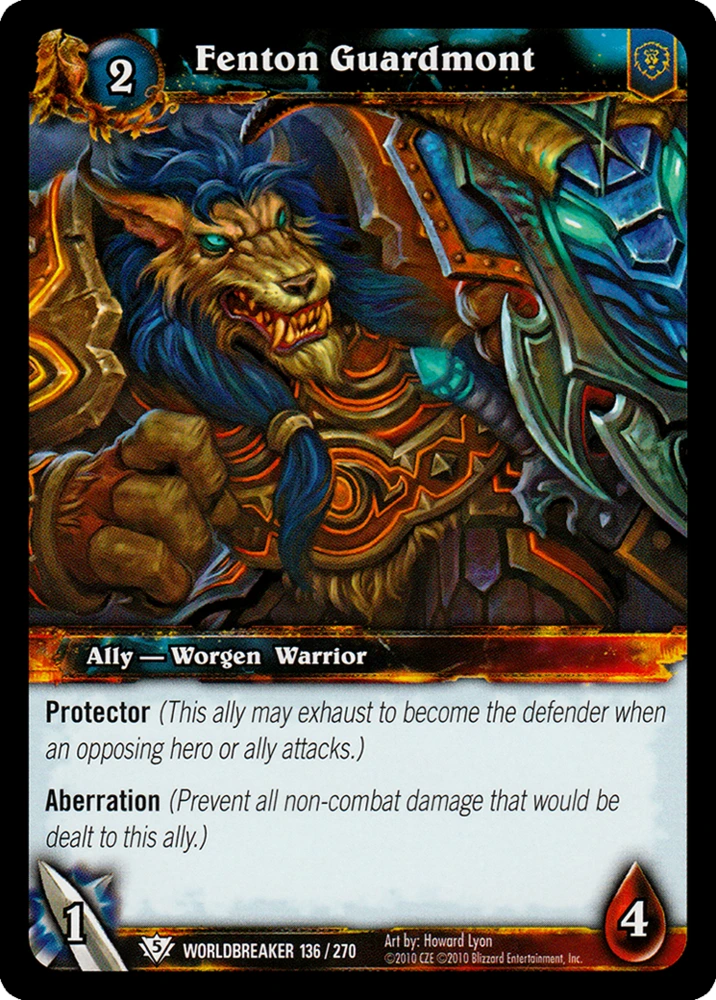 2
Fenton Guardmont
Ally — Worgen Warrior
Protector (This ally may exhaust to become the defender when
an opposing hero or ally attacks.)
Aberration (Prevent all non-combat damage that would be
dealt to this ally.)
1
5
WORLDBREAKER 136 / 270
Art by: Howard Lyon
©2010 CZE ©2010 Blizzard Entertainment, Inc.
4